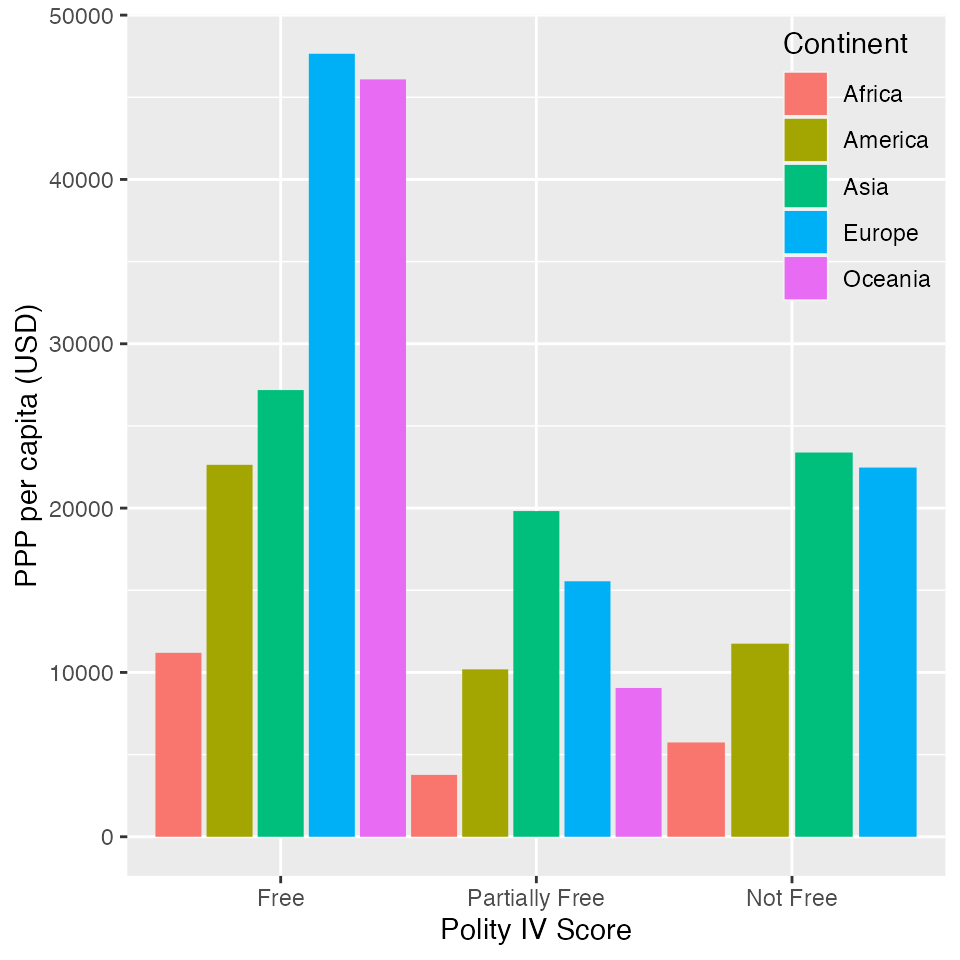 50000
40000
30000
20000
10000
0
PPP per capita (USD)
Continent
Africa
America
Asia
Europe
Oceania
Free
Partially Free
Not Free
Polity IV Score